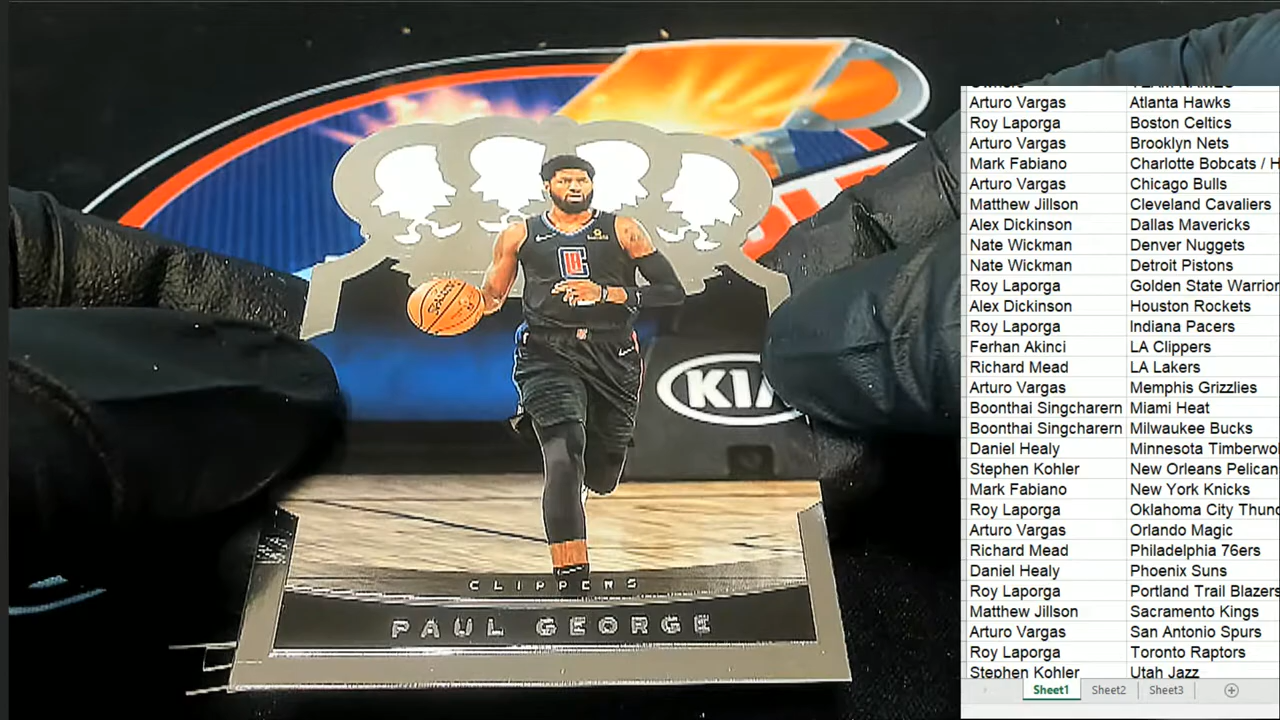 Arturo Vargas Atlanta Hawks
Roy Laporga Boston Celtics
Arturo Vargas Brooklyn Nets
Mark Fabiano Charlotte Bobcats / H
Arturo Vargas Chicago Bulls
Matthew Jillson Cleveland Cavaliers
Alex Dickinson Dallas Mavericks
Nate Wickman Denver Nuggets
Nate Wickman Detroit Pistons
Roy Laporga Golden State Warrior
Alex Dickinson Houston Rockets
Roy Laporga Indiana Pacers
Ferhan Akinci LA Clippers
Richard Mead LA Lakers
Arturo Vargas Memphis Grizzlies
Boonthai Singcharern Miami Heat
Boonthai Singcharern Milwaukee Bucks
Daniel Healy Minnesota Timberwo
Stephen Kohler New Orleans Pelican
Mark Fabiano New York Knicks
Roy Laporga Oklahoma City Thund
Arturo Vargas Orlando Magic
Richard Mead Philadelphia 76ers
Daniel Healy Phoenix Suns
Roy Laporga Portland Trail Blazers
Matthew Jillson Sacramento Kings
Arturo Vargas San Antonio Spurs
Roy Laporga Toronto Raptors
Stephen Kohler Utah Jazz
Sheet1 Sheet2 Sheet3
KIA
CLIPPERS
PAUL GEORGE